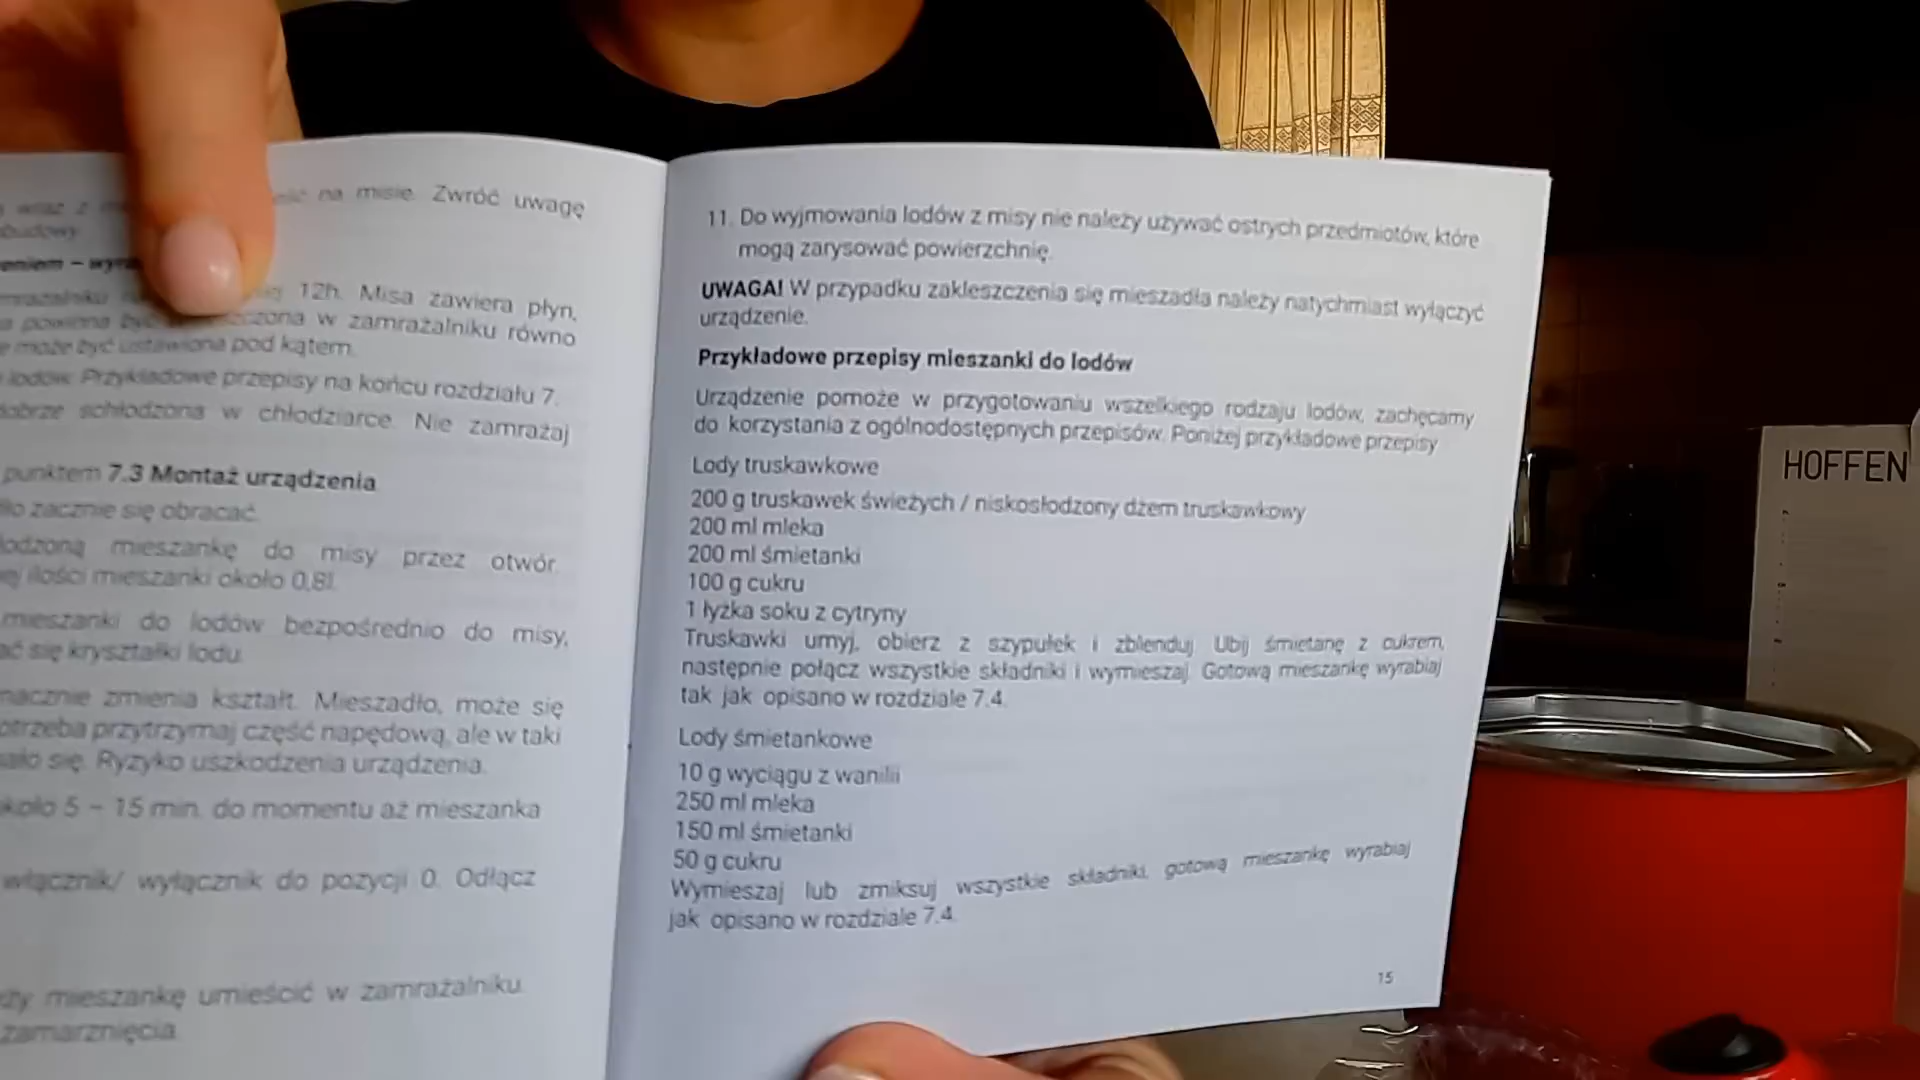 na misie. Zwróć uwagę
budowy.
12h. Misa zawiera płyn,
w zamrażalniku równo
może być ustawiona pod kątem.
lodów. Przykładowe przepisy na końcu rozdziału 7.
dobrze schłodzona w chłodziarce. Nie zamrażaj
punktem 7.3 Montaż urządzenia
zacznie się obracać.
mieszankę do misy przez otwór.
ilości mieszanki około 0,8l.
mieszanki do lodów bezpośrednio do misy,
się kryształki lodu.
znacznie zmienia kształt. Mieszadło, może się
przytrzymaj część napędową, ale w taki
się. Ryzyko uszkodzenia urządzenia.
około 5 – 15 min. do momentu aż mieszanka
włącznik/ wyłącznik do pozycji 0. Odłącz
mieszankę umieścić w zamrażalniku.
zamarznięcia.
11. Do wyjmowania lodów z misy nie należy używać ostrych przedmiotów, które
mogą zarysować powierzchnię.
UWAGA! W przypadku zakleszczenia się mieszadła należy natychmiast wyłączyć
urządzenie.
Przykładowe przepisy mieszanki do lodów
Urządzenie pomoże w przygotowaniu wszelkiego rodzaju lodów, zachęcamy
do korzystania z ogólnodostępnych przepisów. Poniżej przykładowe przepisy
Lody truskawkowe
200 g truskawek świeżych / niskosłodzony dżem truskawkowy
200 ml mleka
200 ml śmietanki
100 g cukru
1 łyżka soku z cytryny
Truskawki umyj, obierz z szypułek i zblenduj. Ubij śmietanę z cukrem,
następnie połącz wszystkie składniki i wymieszaj. Gotową mieszankę wyrabiaj
tak jak opisano w rozdziale 7.4.
Lody śmietankowe
10 g wyciągu z wanilii
250 ml mleka
150 ml śmietanki
50 g cukru
Wymieszaj lub zmiksuj wszystkie składniki, gotową mieszankę wyrabiaj
jak opisano w rozdziale 7.4.
15
HOFFEN